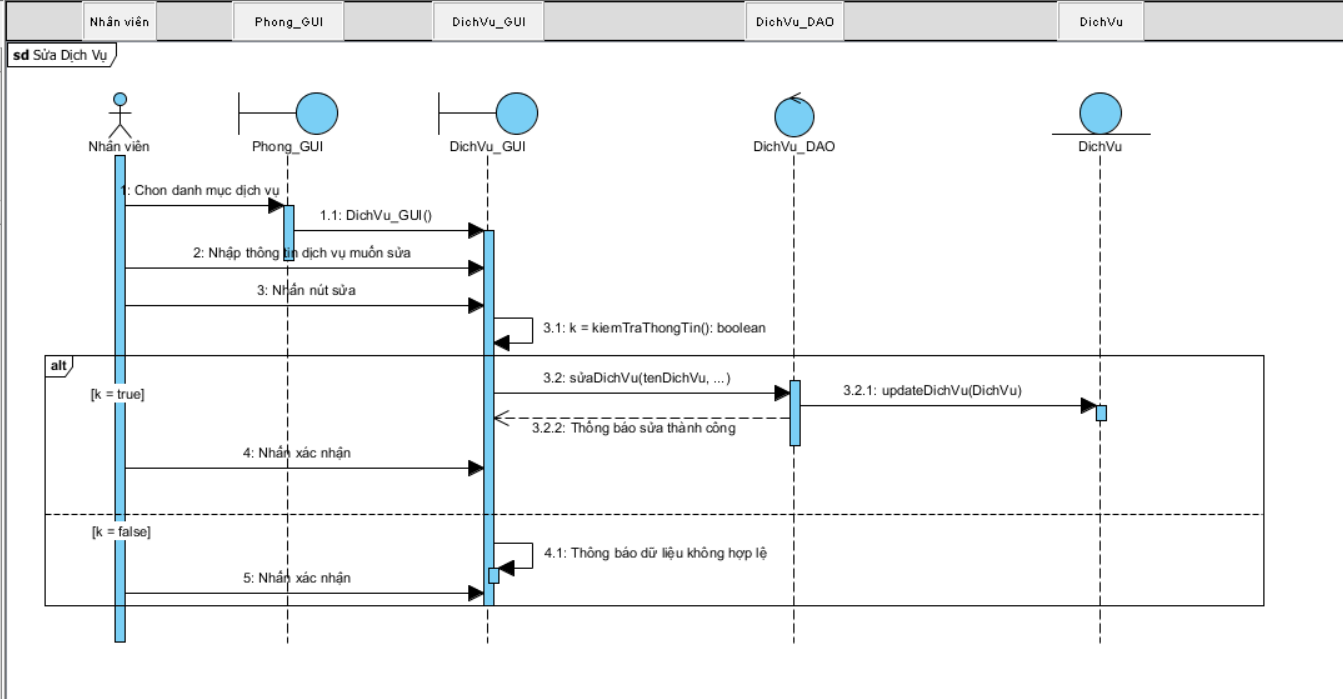 Nhân viên Phong_GUI DichVu_GUI DichVu_DAO DichVu
sd Sửa Dịch Vụ
Nhân viên Phong_GUI DichVu_GUI DichVu_DAO DichVu
1: Chon danh mục dịch vụ
1.1: DichVu_GUI()
2: Nhập thông tin dịch vụ muốn sửa
3: Nhấn nút sửa
3.1: k = kiemTraThongTin(): boolean
alt
[k = true]
3.2: sửaDichVu(tenDichVu, ...)
3.2.1: updateDichVu(DichVu)
3.2.2: Thông báo sửa thành công
4: Nhấn xác nhận
[k = false]
4.1: Thông báo dữ liệu không hợp lệ
5: Nhấn xác nhận